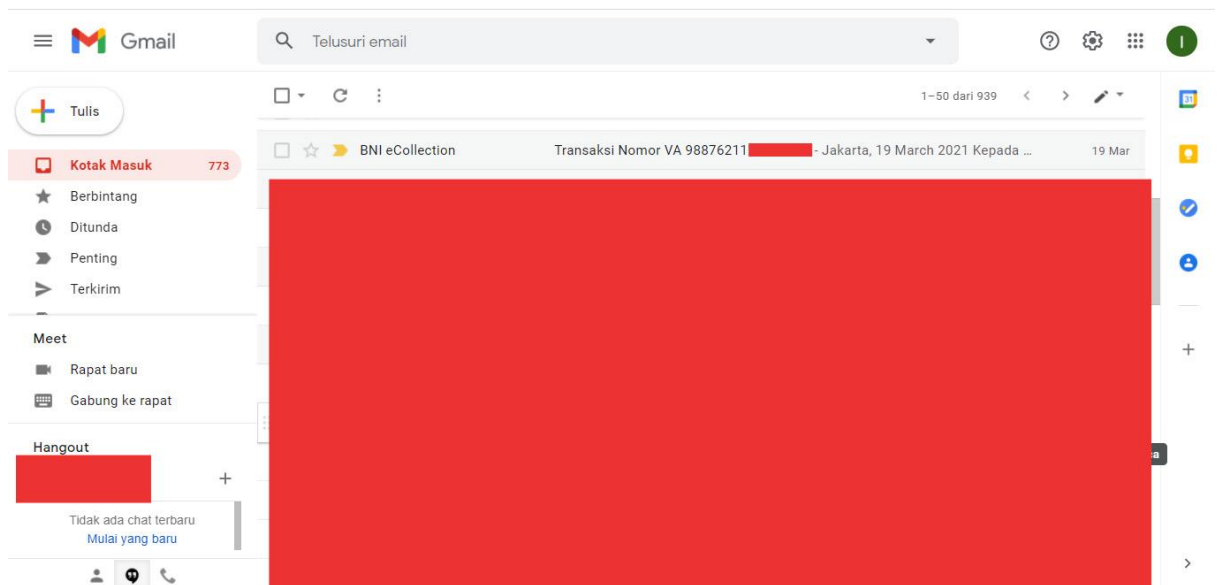 Gmail
Telusuri email
I
Tulis
1–50 dari 939
31
BNI eCollection Transaksi Nomor VA 98876211 - Jakarta, 19 March 2021 Kepada ... 19 Mar
Kotak Masuk 773
Berbintang
Ditunda
Penting
Terkirim
Meet
Rapat baru
Gabung ke rapat
Hangout
Tidak ada chat terbaru
Mulai yang baru